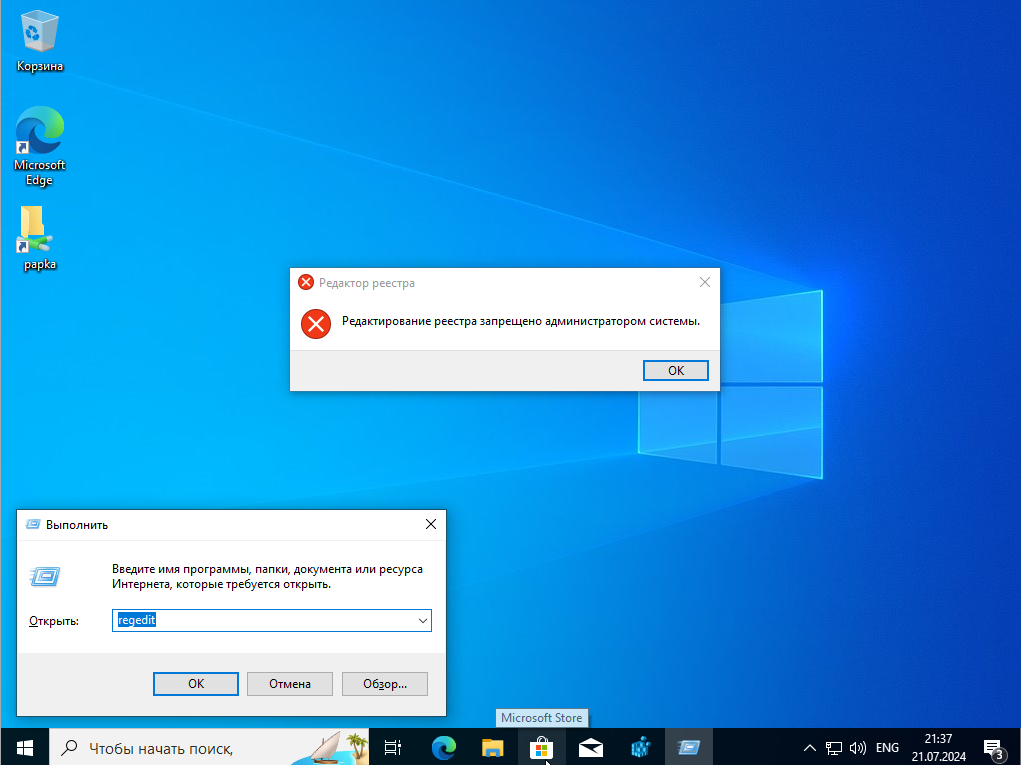 Корзина
Microsoft
Edge
papka
Редактор реестра
Редактирование реестра запрещено администратором системы.
OK
Выполнить
Введите имя программы, папки, документа или ресурса
Интернета, которые требуется открыть.
Открыть:
regedit
OK
Отмена
Обзор...
Microsoft Store
Чтобы начать поиск,
ENG
21:37
21.07.2024
3